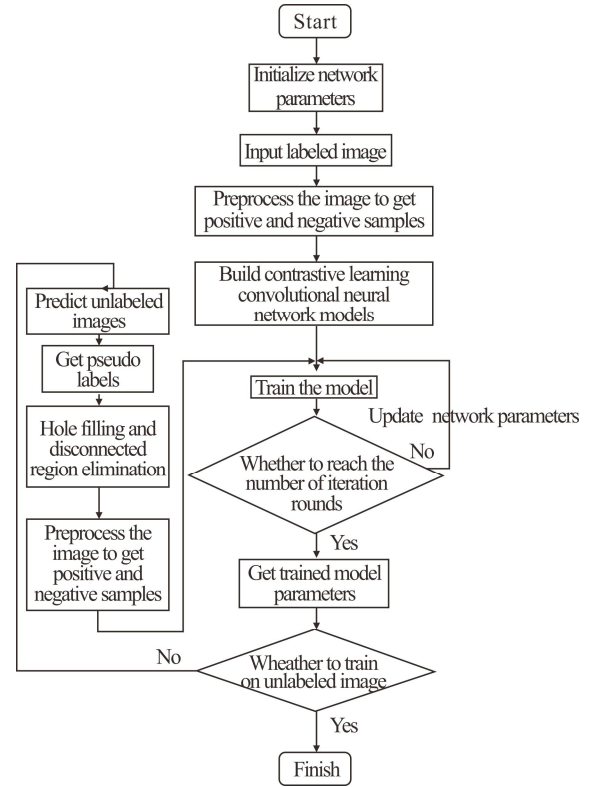 Start
Initialize network
parameters
Input labeled image
Preprocess the image to get
positive and negative samples
Build contrastive learning
convolutional neural
network models
Predict unlabeled
images
Get pseudo
labels
Hole filling and
disconnected
region elimination
Preprocess the
image to get
positive and
negative samples
Train the model
Update network parameters
No
Whether to reach the
number of iteration
rounds
Yes
Get trained model
parameters
No
Wheather to train
on unlabeled image
Yes
Finish